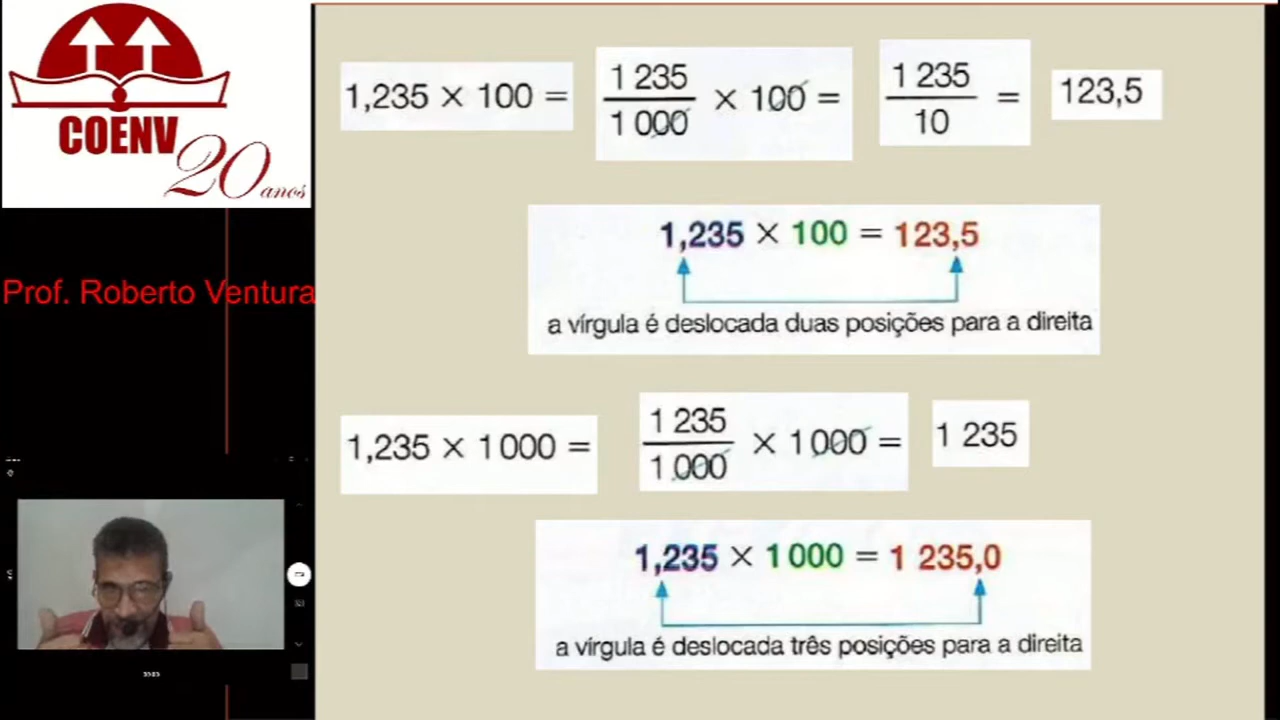 COENV
20 anos
Prof. Roberto Ventura
1,235 × 100 = 1 235/1 000 × 100 = 1 235/10 = 123,5
1,235 × 100 = 123,5
a vírgula é deslocada duas posições para a direita
1,235 × 1 000 = 1 235/1 000 × 1 000 = 1 235
1,235 × 1 000 = 1 235,0
a vírgula é deslocada três posições para a direita